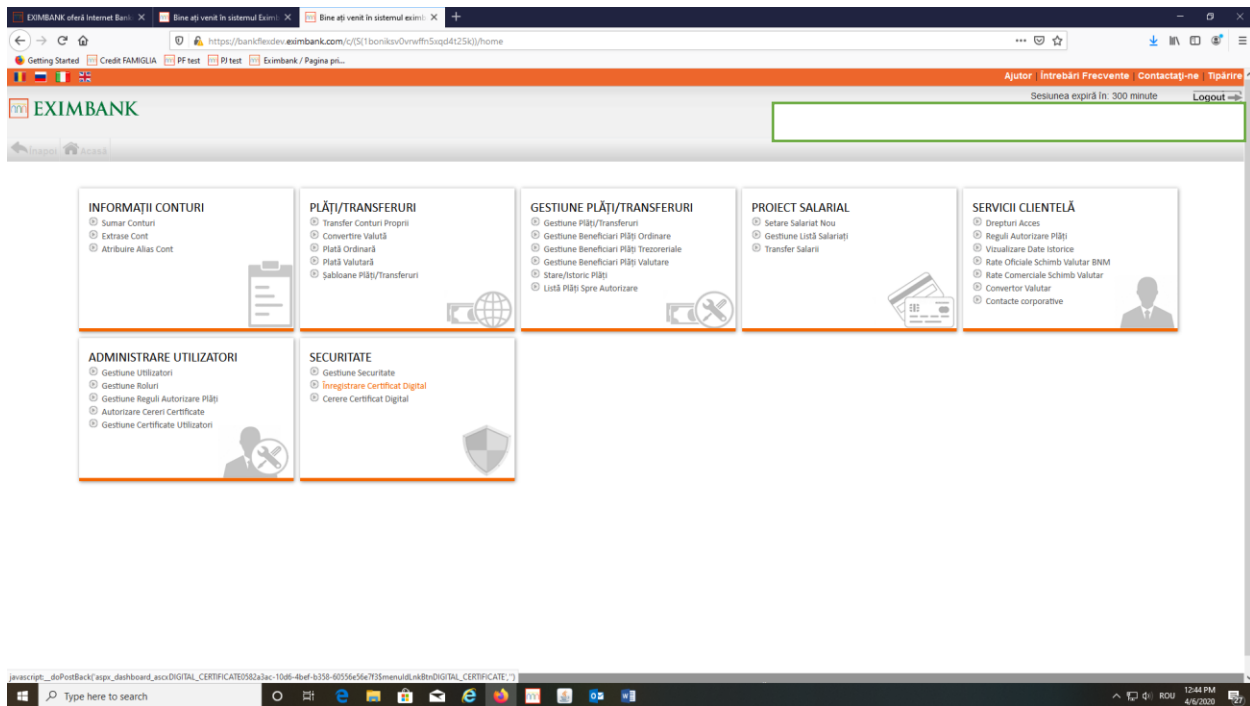 EXIMBANK oferă Internet Bank
Bine ați venit în sistemul Eximb
Bine ați venit în sistemul eximb
https://bankflesdev.eximbank.com/c/(S(1boniksv0vrwffn5xqd4t25k))/home
Getting Started
Credit FAMIGLIA
PF test
PJ test
Eximbank / Pagina pri...
Ajutor | Întrebări Frecvente | Contactaţi-ne | Tipărire
Sesiunea expiră în: 300 minute
Logout
EXIMBANK
Înapoi
Acasă
INFORMAȚII CONTURI
Sumar Conturi
Extrase Cont
Atribuire Alias Cont
PLĂȚI/TRANSFERURI
Transfer Conturi Proprii
Convertire Valută
Plată Ordinară
Plată Valutară
Șabloane Plăți/Transferuri
GESTIUNE PLĂȚI/TRANSFERURI
Gestiune Plăți/Transferuri
Gestiune Beneficiari Plăți Ordinare
Gestiune Beneficiari Plăți Trezoreriale
Gestiune Beneficiari Plăți Valutare
Stare/Istoric Plăți
Listă Plăți Spre Autorizare
PROIECT SALARIAL
Setare Salariat Nou
Gestiune Listă Salariați
Transfer Salarii
SERVICII CLIENTELĂ
Drepturi Acces
Reguli Autorizare Plăți
Vizualizare Date Istorice
Rate Oficiale Schimb Valutar BNM
Rate Comerciale Schimb Valutar
Convertor Valutar
Contacte corporative
ADMINISTRARE UTILIZATORI
Gestiune Utilizatori
Gestiune Roluri
Gestiune Reguli Autorizare Plăți
Autorizare Cereri Certificate
Gestiune Certificate Utilizatori
SECURITATE
Gestiune Securitate
Înregistrare Certificat Digital
Cerere Certificat Digital
javascript:__doPostBack('aspx_dashboard_ascxDIGITAL_CERTIFICATE0582a3ac-10d6-4bef-b358-60556e56e7f3$menuIdLnkBtnDIGITAL_CERTIFICATE','')
Type here to search
ROU
12:44 PM
4/6/2020
27